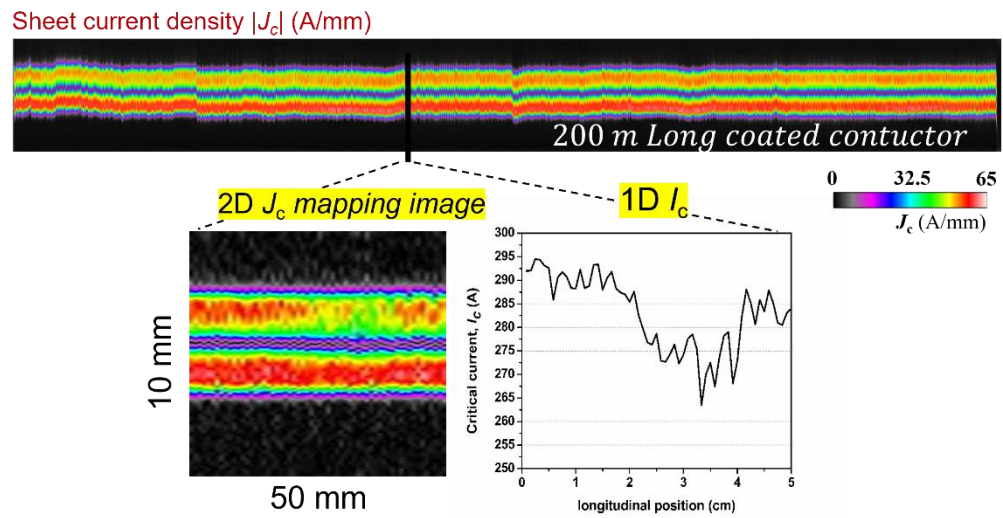 Sheet current density |Jc| (A/mm)
200 m Long coated contuctor
0 32.5 65
Jc (A/mm)
2D Jc mapping image
1D Ic
10 mm
50 mm
Critical current, Ic (A)
300
295
290
285
280
275
270
265
260
255
250
0 1 2 3 4 5
longitudinal position (cm)